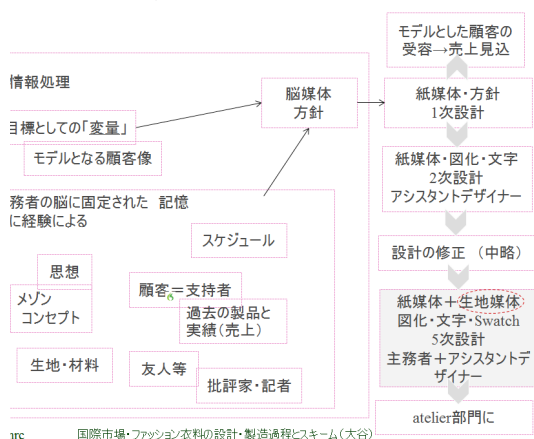 モデルとした顧客の
受容→売上見込
情報処理
脳媒体
方針
紙媒体・方針
1次設計
目標としての「変量」
モデルとなる顧客像
紙媒体・図化・文字
2次設計
アシスタントデザイナー
務者の脳に固定された 記憶
に経験による
スケジュール
設計の修正 （中略）
思想
メゾン
コンセプト
顧客＝支持者
過去の製品と
実績（売上）
紙媒体＋生地媒体
図化・文字・Swatch
5次設計
主務者＋アシスタントデ
ザイナー
生地・材料
友人等
批評家・記者
atelier部門に
国際市場・ファッション衣料の設計・製造過程とスキーム（大谷）